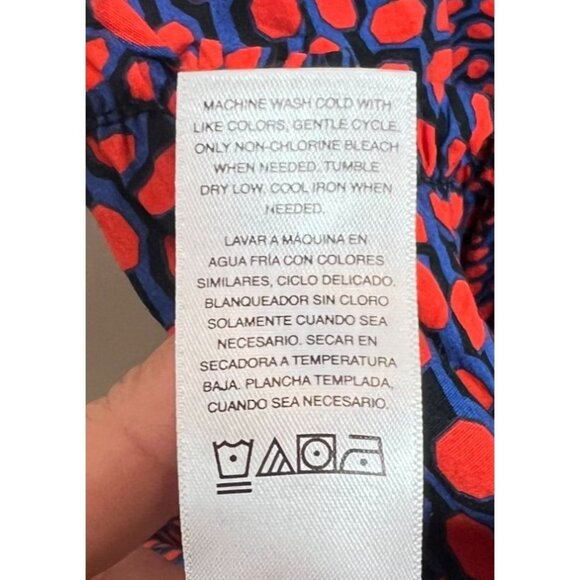 MACHINE WASH COLD WITH
LIKE COLORS, GENTLE CYCLE.
ONLY NON-CHLORINE BLEACH
WHEN NEEDED. TUMBLE
DRY LOW. COOL IRON WHEN
NEEDED.
LAVAR A MÁQUINA EN
AGUA FRÍA CON COLORES
SIMILARES, CICLO DELICADO.
BLANQUEADOR SIN CLORO
SOLAMENTE CUANDO SEA
NECESARIO. SECAR EN
SECADORA A TEMPERATURA
BAJA. PLANCHA TEMPLADA,
CUANDO SEA NECESARIO.